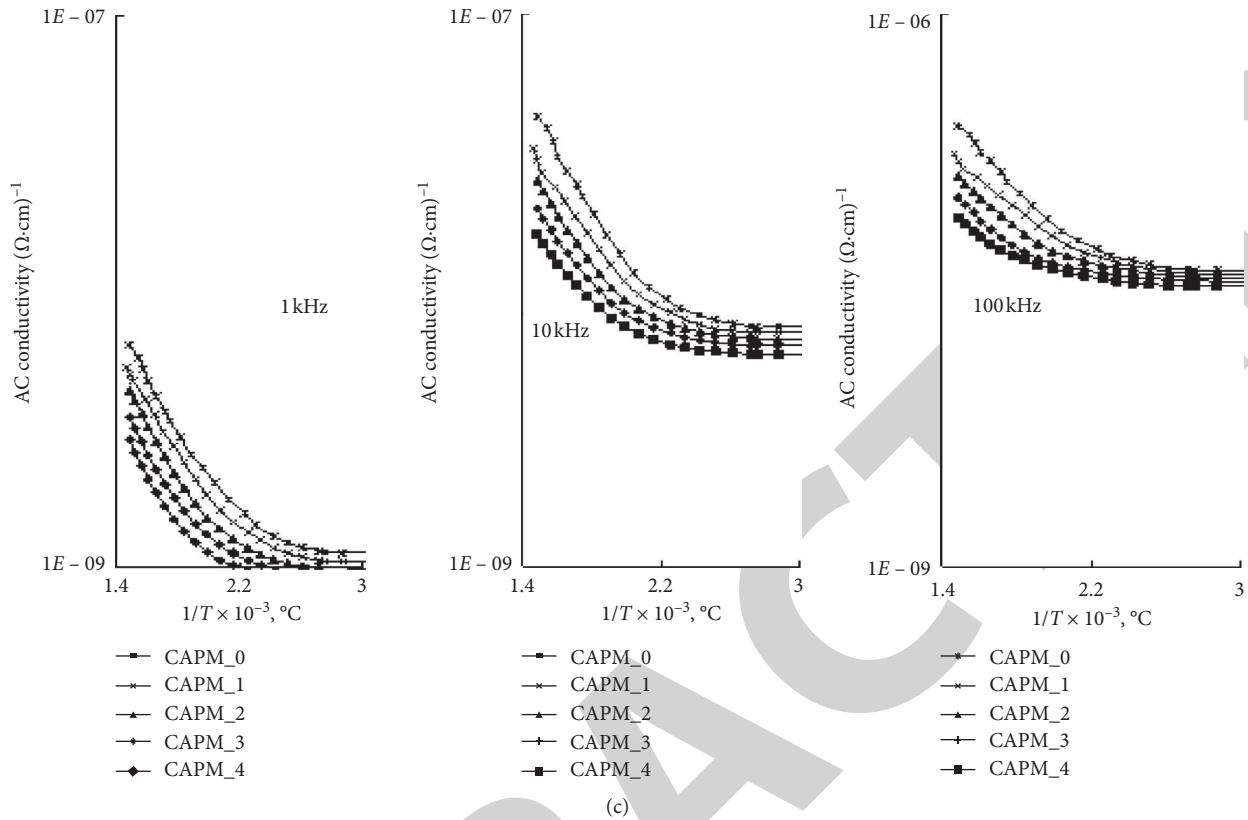 1E – 07
AC conductivity (Ω·cm)⁻¹
1 kHz
1E – 09
1.4
2.2
3
1/T × 10⁻³, °C
CAPM_0
CAPM_1
CAPM_2
CAPM_3
CAPM_4
1E – 07
AC conductivity (Ω·cm)⁻¹
10 kHz
1E – 09
1.4
2.2
3
1/T × 10⁻³, °C
CAPM_0
CAPM_1
CAPM_2
CAPM_3
CAPM_4
1E – 06
AC conductivity (Ω·cm)⁻¹
100 kHz
1E – 09
1.4
2.2
3
1/T × 10⁻³, °C
CAPM_0
CAPM_1
CAPM_2
CAPM_3
CAPM_4
(c)